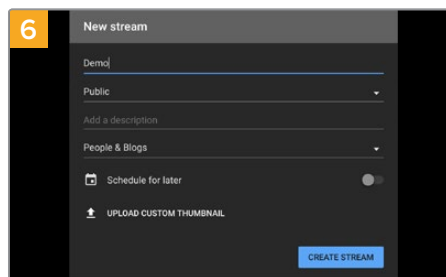 6
New stream
Demo
Public
Add a description
People & Blogs
Schedule for later
UPLOAD CUSTOM THUMBNAIL
CREATE STREAM